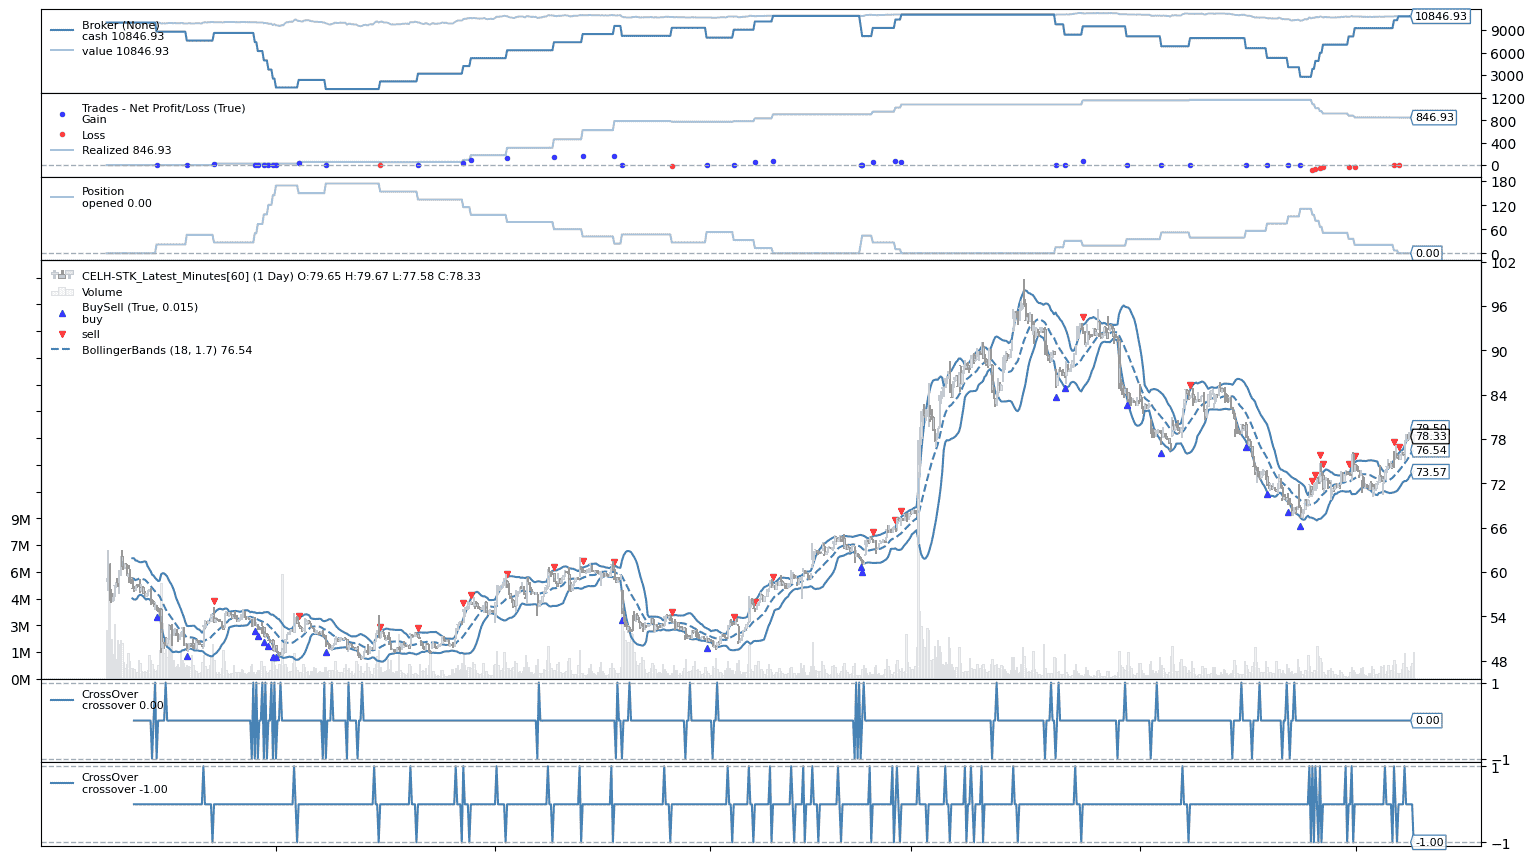 Broker (None)
cash 10846.93
value 10846.93
10846.93
9000
6000
3000
Trades - Net Profit/Loss (True)
Gain
Loss
Realized 846.93
1200
846.93
800
400
0
Position
opened 0.00
180
120
60
0
0.00
CELH-STK_Latest_Minutes[60] (1 Day) O:79.65 H:79.67 L:77.58 C:78.33
Volume
BuySell (True, 0.015)
buy
sell
BollingerBands (18, 1.7) 76.54
102
96
90
84
78
72
66
60
54
48
78.33
76.54
73.57
9M
7M
6M
4M
3M
1M
0M
CrossOver
crossover 0.00
1
0.00
−1
CrossOver
crossover -1.00
1
-1.00
−1